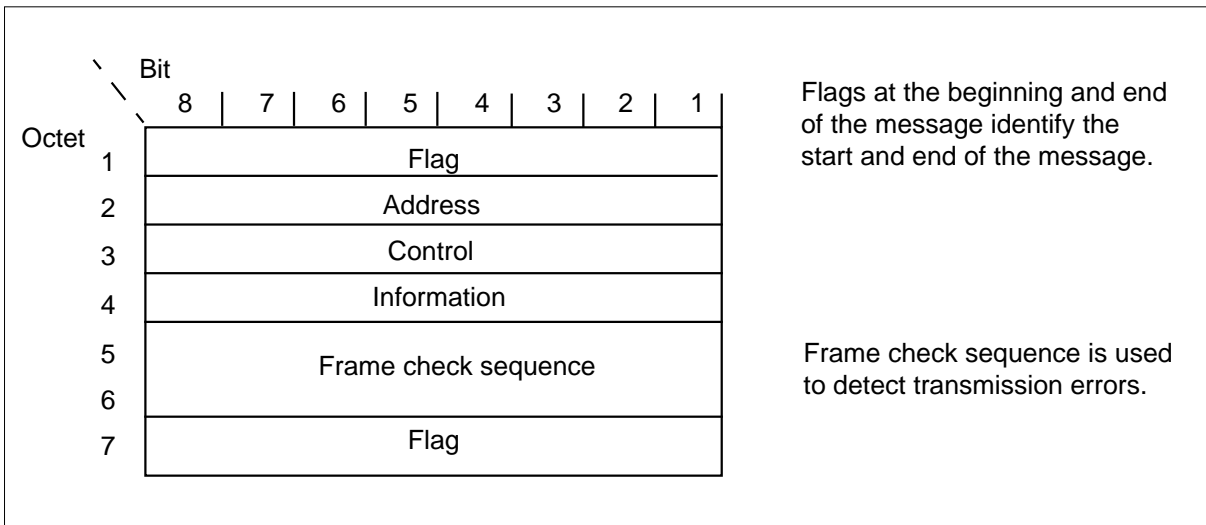 Bit
8 7 6 5 4 3 2 1
Octet
1 Flag
2 Address
3 Control
4 Information
5
Frame check sequence
6
7 Flag
Flags at the beginning and end
of the message identify the
start and end of the message.
Frame check sequence is used
to detect transmission errors.